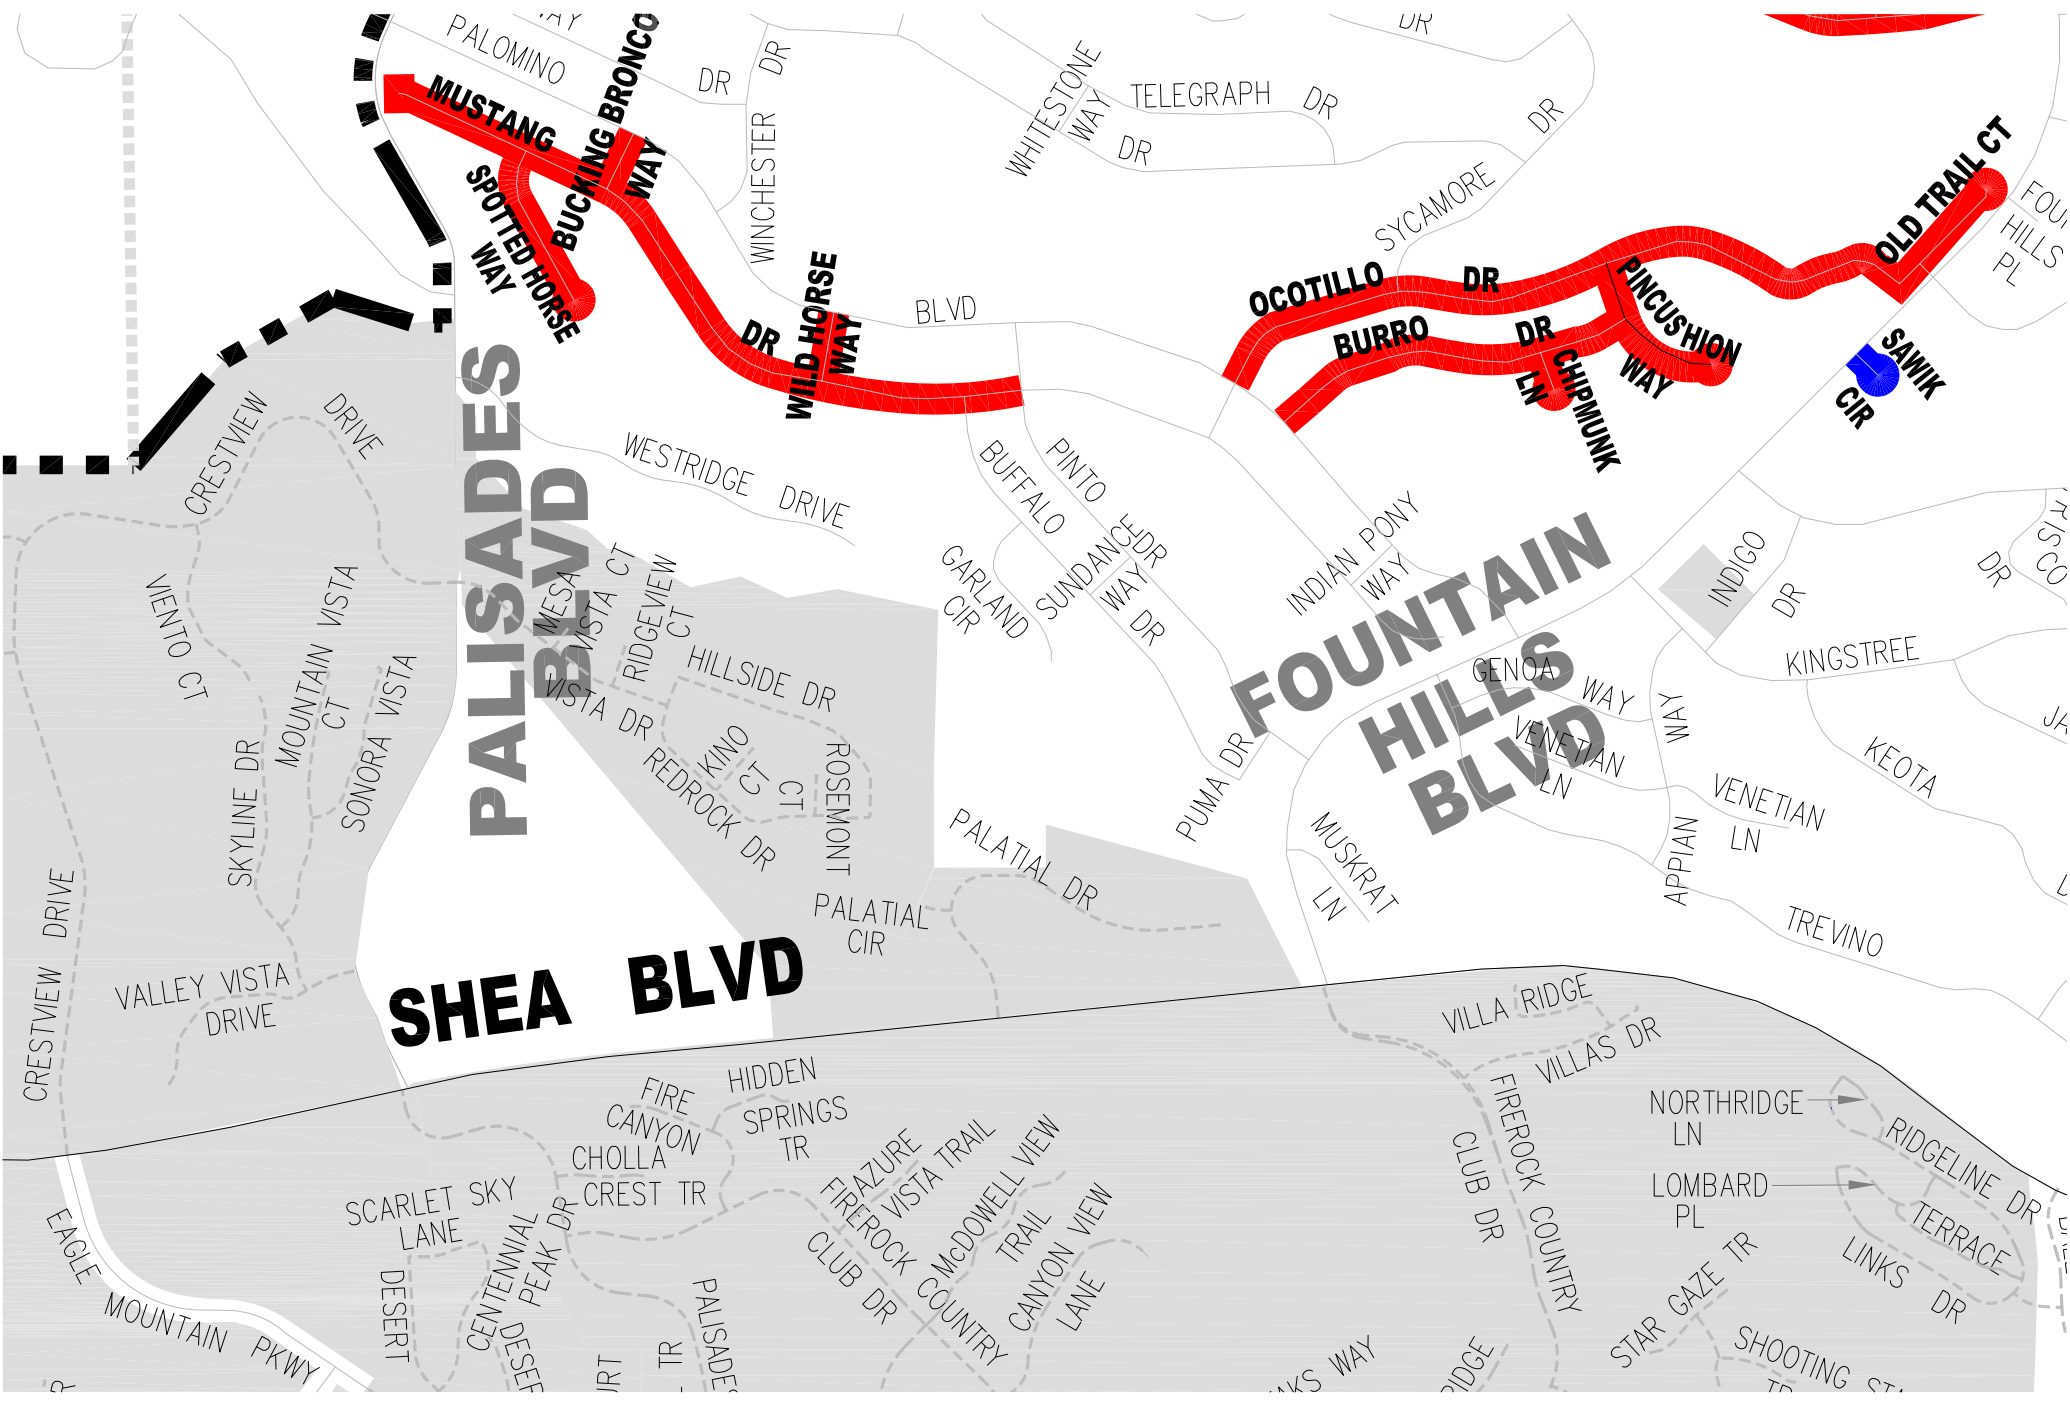 PALOMINO
DR
DR
DR
WINCHESTER
MUSTANG
DR
BUCKING BRONCO
WAY
SPOTTED HORSE
WAY
WILD HORSE
WAY
BLVD
WHITESTONE
WAY
TELEGRAPH
DR
DR
DR
SYCAMORE
OCOTILLO
DR
BURRO
DR
PINCUSHION
WAY
CHIPMUNK
LN
OLD TRAIL CT
HILLS
PL
SAWIK
CIR
PALISADES
BLVD
CRESTVIEW
DRIVE
WESTRIDGE
DRIVE
BUFFALO
DR
PINTO
DR
GARLAND
CIR
SUNDANCE
WAY
INDIAN PONY
WAY
FOUNTAIN
HILLS
BLVD
INDIGO
DR
DR
KINGSTREE
KEOTA
GENOA
WAY
WAY
APPIAN
VENETIAN
LN
VENETIAN
LN
TREVINO
PUMA DR
MUSKRAT
LN
VIENTO CT
MOUNTAIN VISTA
CT
SONORA VISTA
SKYLINE DR
MESA
VISTA CT
RIDGEVIEW
CT
HILLSIDE DR
VISTA DR
KINO
CT
REDROCK DR
ROSEMONT
CT
PALATIAL DR
PALATIAL
CIR
CRESTVIEW DRIVE
VALLEY VISTA
DRIVE
SHEA BLVD
VILLA RIDGE
VILLAS DR
FIREROCK COUNTRY
CLUB DR
NORTHRIDGE
LN
LOMBARD
PL
RIDGELINE DR
TERRACE
LINKS
DR
STAR GAZE TR
SHOOTING
FIRE
CANYON
HIDDEN
SPRINGS
TR
CHOLLA
CREST TR
SCARLET SKY
LANE
CENTENNIAL
PEAK DR
DESERT
AZURE
VISTA TRAIL
FIREROCK COUNTRY
CLUB DR
McDOWELL VIEW
TRAIL
CANYON VIEW
LANE
EAGLE
MOUNTAIN PKWY
TR
WAY